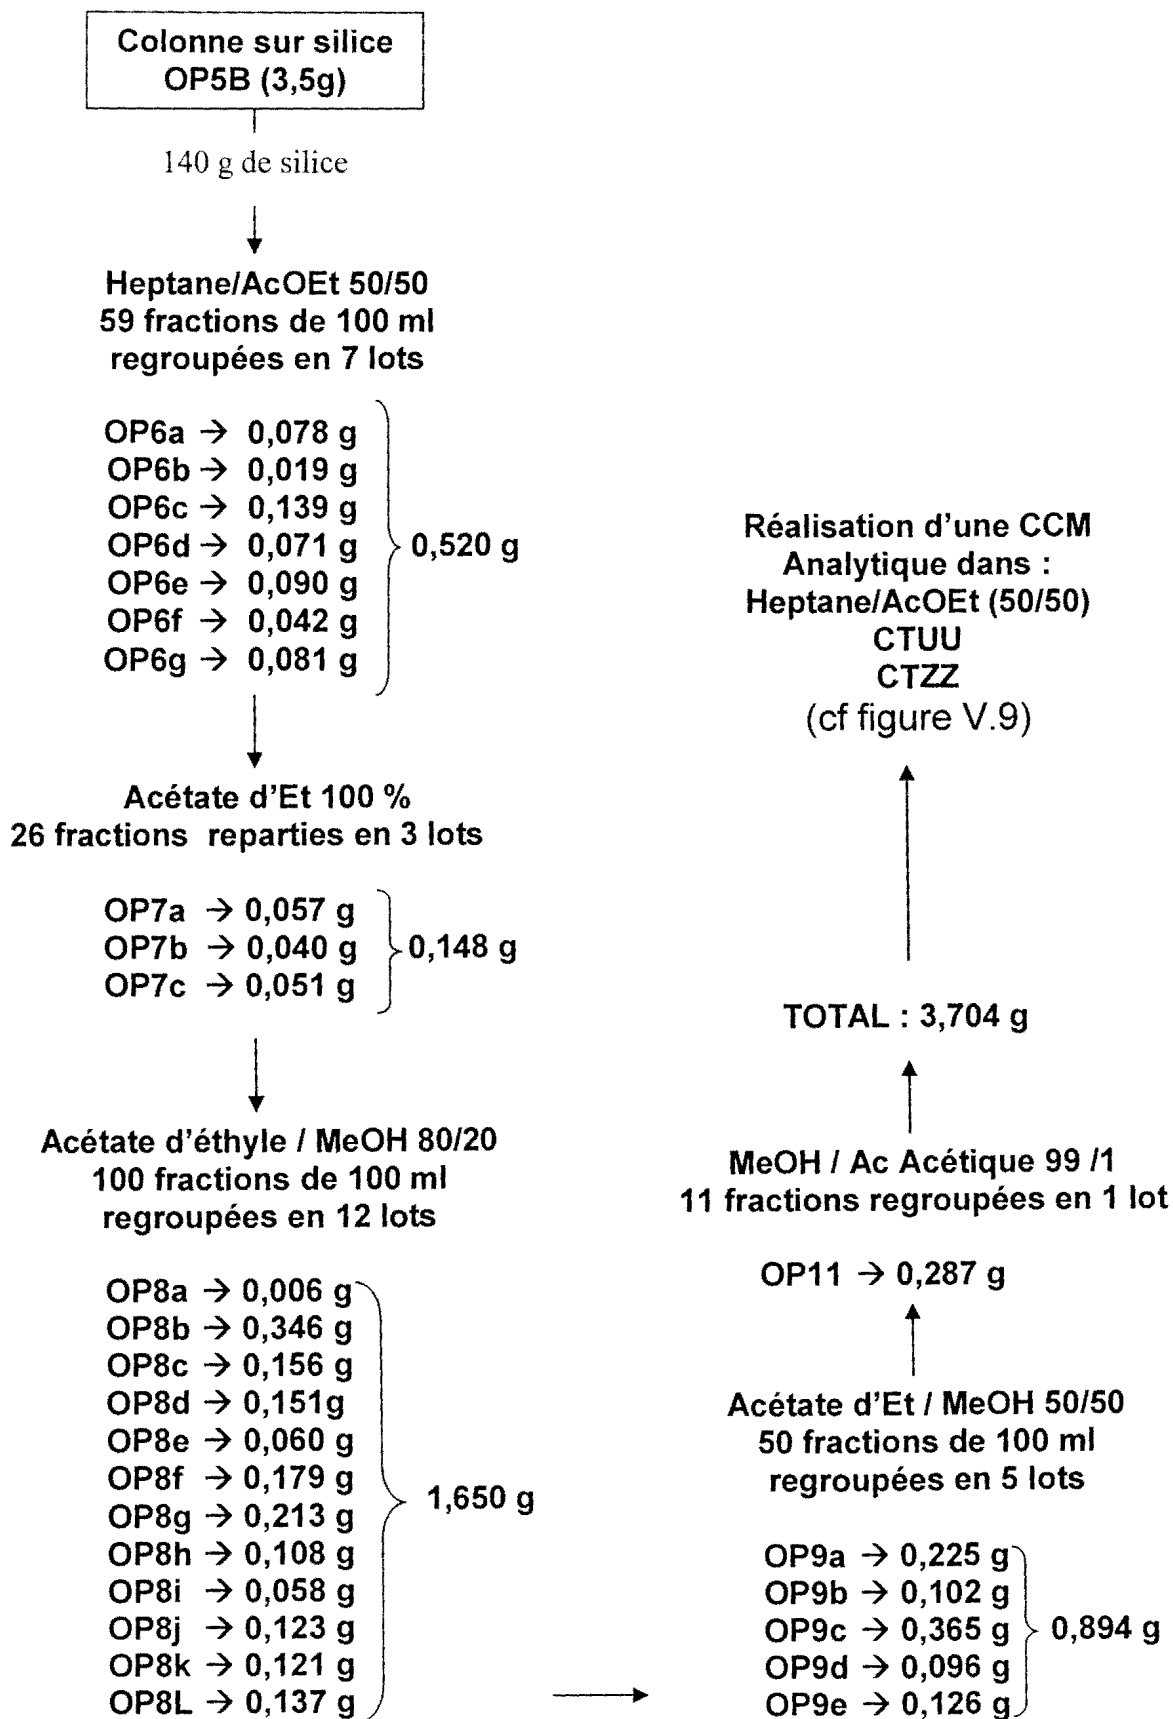 Colonne sur silice
OP5B (3,5g)
140 g de silice
Heptane/AcOEt 50/50
59 fractions de 100 ml
regroupées en 7 lots
OP6a → 0,078 g
OP6b → 0,019 g
OP6c → 0,139 g
OP6d → 0,071 g
OP6e → 0,090 g
OP6f → 0,042 g
OP6g → 0,081 g
0,520 g
Acétate d'Et 100 %
26 fractions reparties en 3 lots
OP7a → 0,057 g
OP7b → 0,040 g
OP7c → 0,051 g
0,148 g
Acétate d'éthyle / MeOH 80/20
100 fractions de 100 ml
regroupées en 12 lots
OP8a → 0,006 g
OP8b → 0,346 g
OP8c → 0,156 g
OP8d → 0,151g
OP8e → 0,060 g
OP8f → 0,179 g
OP8g → 0,213 g
OP8h → 0,108 g
OP8i → 0,058 g
OP8j → 0,123 g
OP8k → 0,121 g
OP8L → 0,137 g
1,650 g
Acétate d'Et / MeOH 50/50
50 fractions de 100 ml
regroupées en 5 lots
OP9a → 0,225 g
OP9b → 0,102 g
OP9c → 0,365 g
OP9d → 0,096 g
OP9e → 0,126 g
0,894 g
MeOH / Ac Acétique 99 /1
11 fractions regroupées en 1 lot
OP11 → 0,287 g
TOTAL : 3,704 g
Réalisation d'une CCM
Analytique dans :
Heptane/AcOEt (50/50)
CTUU
CTZZ
(cf figure V.9)